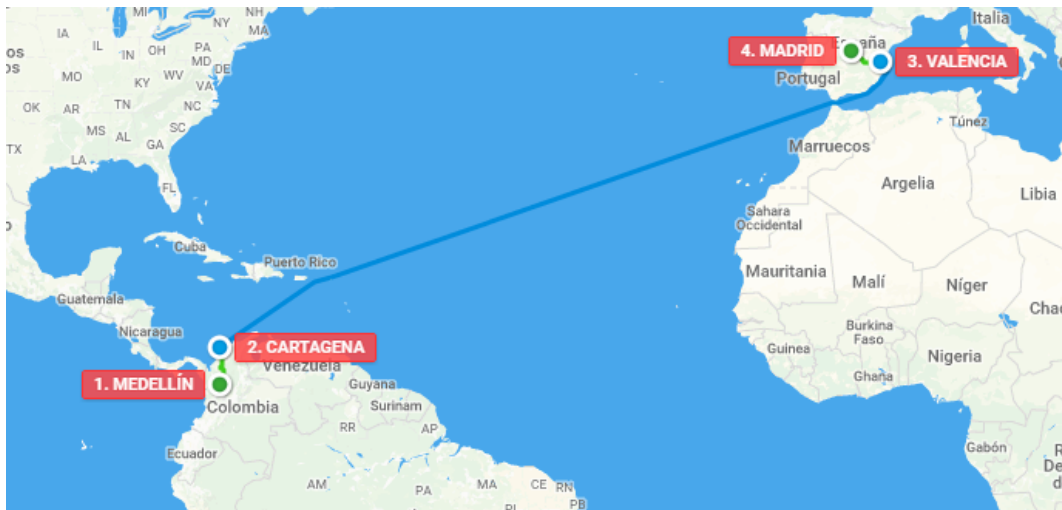 MI
NH
NY
MA
IA
IL
IN
OH
PA
MD
DE
MO
KY
WV
VA
OK
AR
TN
NC
MS
AL
SC
GA
TX
LA
FL
Italia
España
4. MADRID
3. VALENCIA
Portugal
Túnez
Marruecos
Argelia
Libia
Sahara
Occidental
Cuba
Puerto Rico
Mauritania
Malí
Níger
Guatemala
Nicaragua
Burkina
Faso
Guinea
Nigeria
Ghana
2. CARTAGENA
Venezuela
1. MEDELLÍN
Colombia
Guyana
Surinam
RR
AP
Ecuador
Gabón
AM
PA
MA
CE
RN
PB